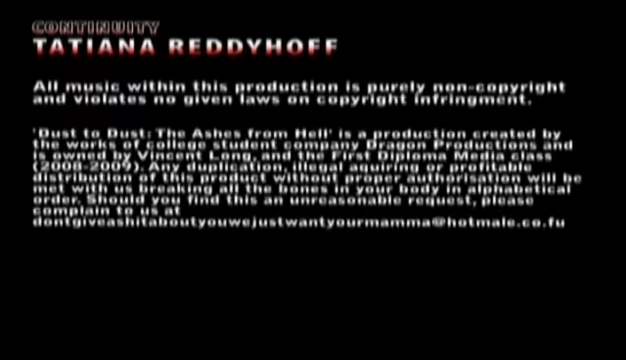 CONTINUITY
TATIANA REDDYHOFF
All music within this production is purely non-copyright
and violates no given laws on copyright infringment.
'Dust to Dust: The Ashes from Hell' is a production created by
the works of college student company Dragon Productions and
is owned by Vincent Long, and the First Diploma Media class
(2008-2009). Any duplication, illegal aquiring or profitable
distribution of this product without proper authorisation will be
met with us breaking all the bones in your body in alphabetical
order. Should you find this an unreasonable request, please
complain to us at
dontgiveashitaboutyouwejustwantyourmamma@hotmale.co.fu